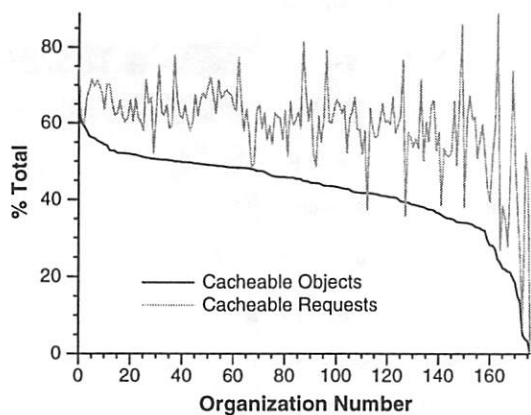 80
60
40
20
0
% Total
Cacheable Objects
Cacheable Requests
0 20 40 60 80 100 120 140 160
Organization Number